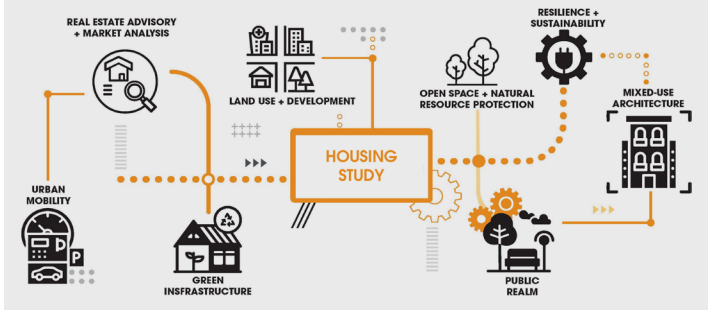 REAL ESTATE ADVISORY
+ MARKET ANALYSIS
LAND USE + DEVELOPMENT
RESILIENCE +
SUSTAINABILITY
OPEN SPACE + NATURAL
RESOURCE PROTECTION
MIXED-USE
ARCHITECTURE
HOUSING
STUDY
URBAN
MOBILITY
P
GREEN
INSFRASTRUCTURE
PUBLIC
REALM